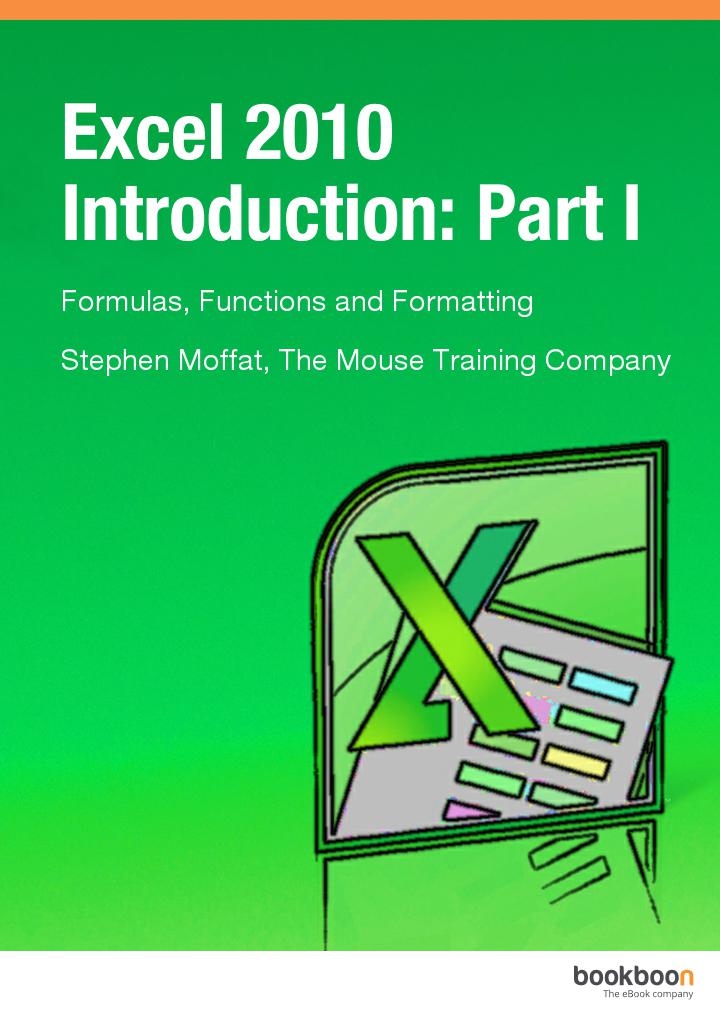 Excel 2010
Introduction: Part I
Formulas, Functions and Formatting
Stephen Moffat, The Mouse Training Company
bookboon
The eBook company